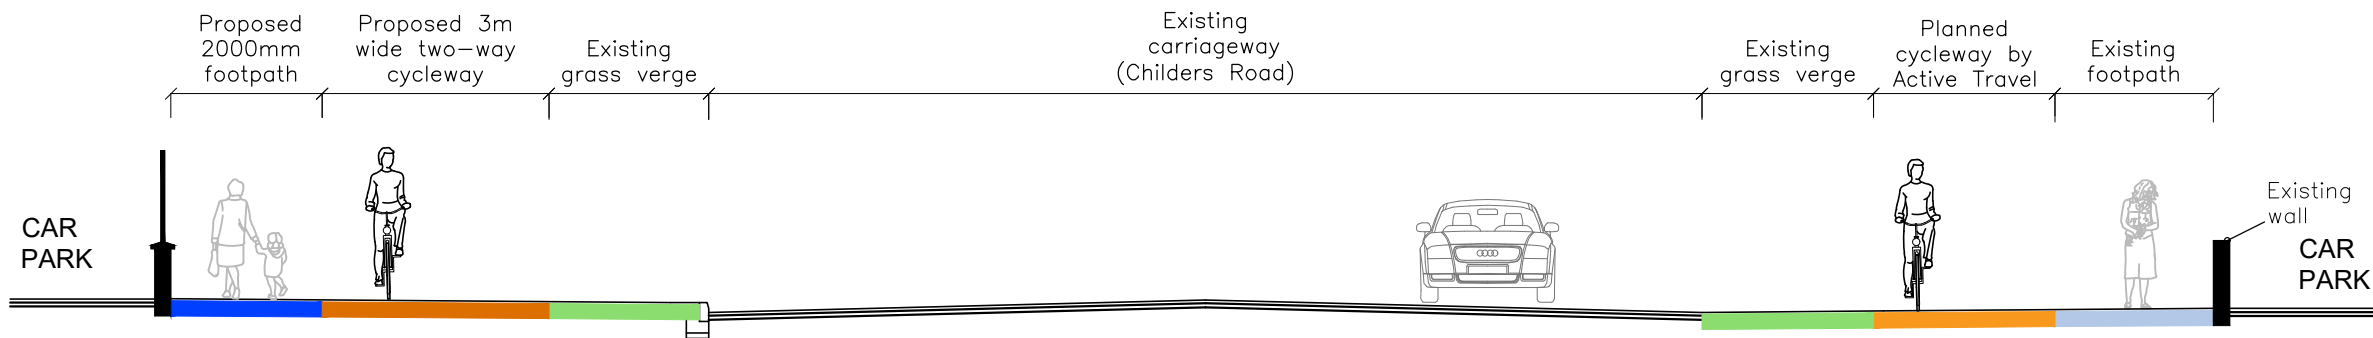 Proposed
2000mm
footpath
Proposed 3m
wide two-way
cycleway
Existing
grass verge
Existing
carriageway
(Childers Road)
Existing
grass verge
Planned
cycleway by
Active Travel
Existing
footpath
CAR
PARK
Existing
wall
CAR
PARK